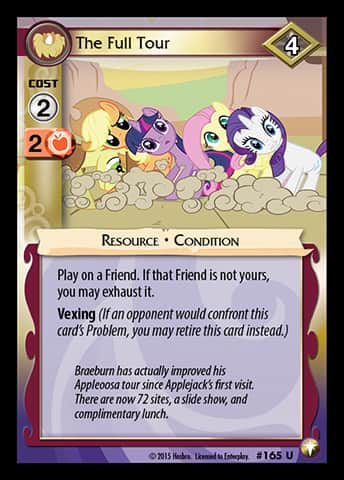 The Full Tour
4
COST
2
2
RESOURCE • CONDITION
Play on a Friend. If that Friend is not yours,
you may exhaust it.
Vexing (If an opponent would confront this
card's Problem, you may retire this card instead.)
Braeburn has actually improved his
Appleoosa tour since Applejack's first visit.
There are now 72 sites, a slide show, and
complimentary lunch.
© 2015 Hasbro. Licensed to Enterplay. #165 U